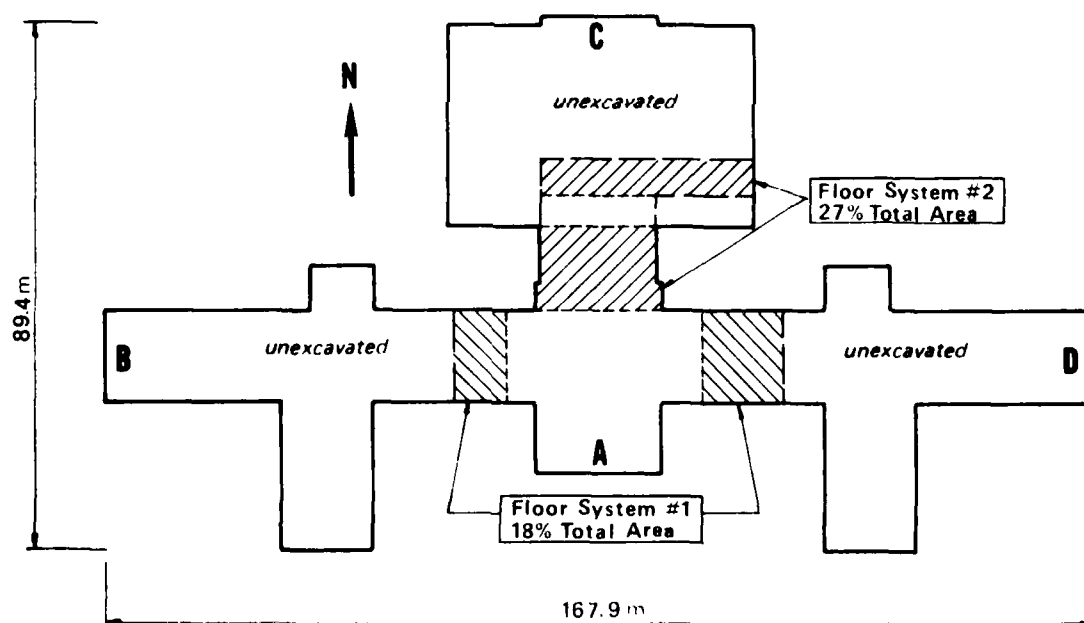 C
N
unexcavated
Floor System #2
27% Total Area
89.4 m
unexcavated
unexcavated
B
D
A
Floor System #1
18% Total Area
167.9 m